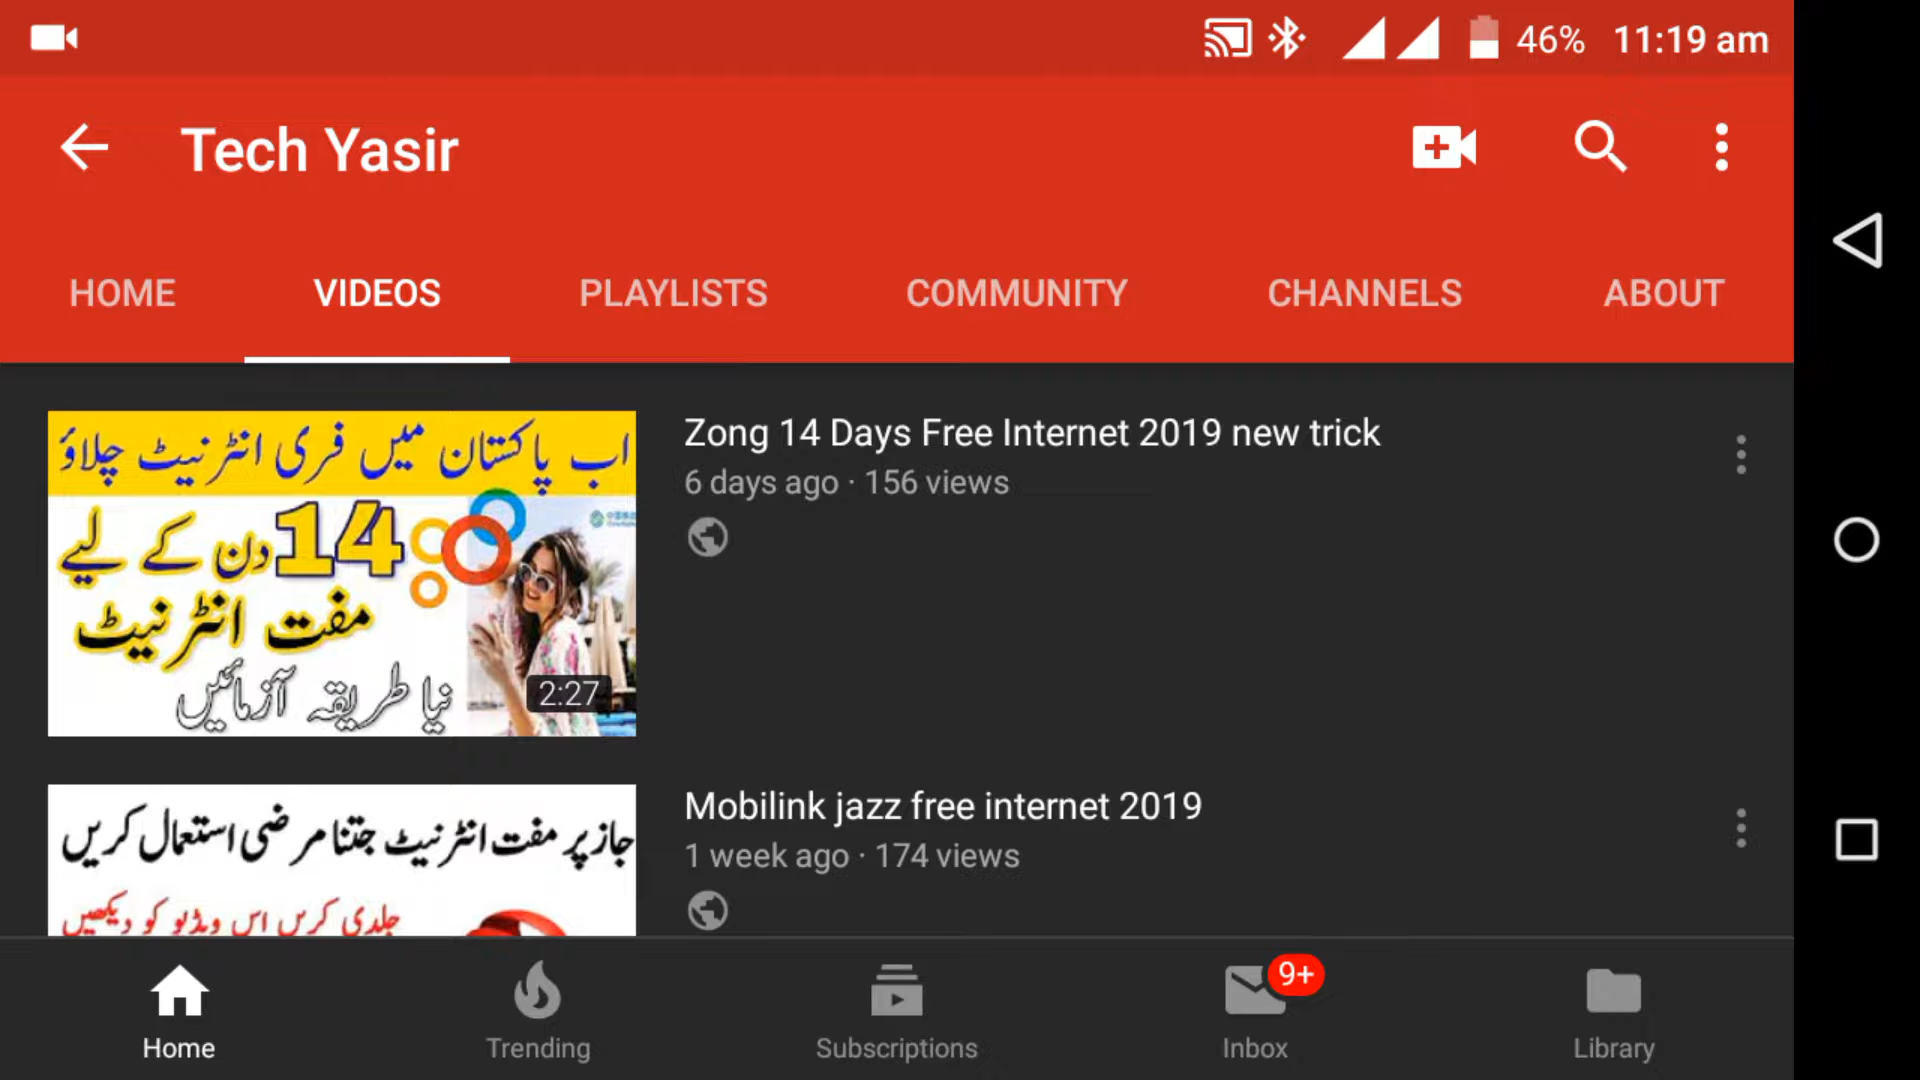 46% 11:19 am
Tech Yasir
HOME VIDEOS PLAYLISTS COMMUNITY CHANNELS ABOUT
اب پاکستان میں فری انٹرنیٹ چلاؤ
14 دن کے لیے
مفت انٹرنیٹ
نیا طریقہ آزمائیں
2:27
Zong 14 Days Free Internet 2019 new trick
6 days ago · 156 views
جاز پر مفت انٹرنیٹ جتنا مرضی استعمال کریں
جلدی کریں اس ویڈیو کو دیکھیں
Mobilink jazz free internet 2019
1 week ago · 174 views
9+
Home Trending Subscriptions Inbox Library